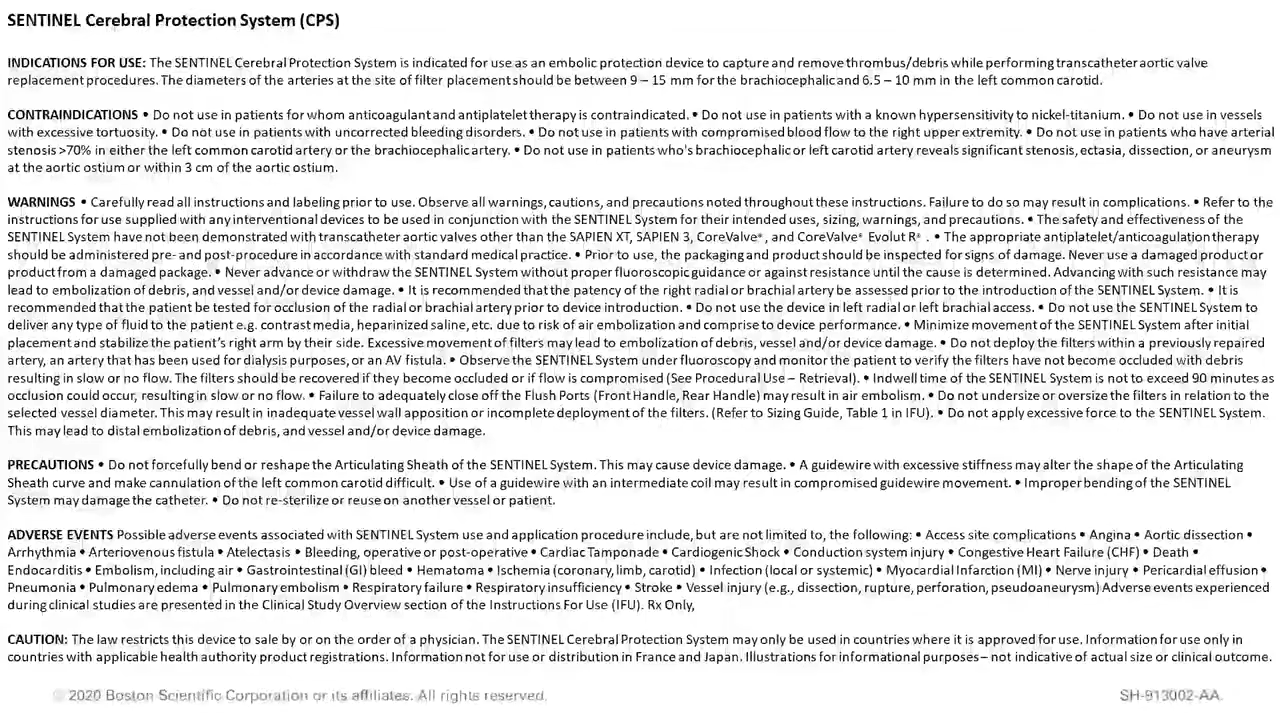 SENTINEL Cerebral Protection System (CPS)
INDICATIONS FOR USE: The SENTINEL Cerebral Protection System is indicated for use as an embolic protection device to capture and remove thrombus/debris while performing transcatheter aortic valve
replacement procedures. The diameters of the arteries at the site of filter placement should be between 9 – 15 mm for the brachiocephalic and 6.5 – 10 mm in the left common carotid.
CONTRAINDICATIONS • Do not use in patients for whom anticoagulant and antiplatelet therapy is contraindicated. • Do not use in patients with a known hypersensitivity to nickel-titanium. • Do not use in vessels
with excessive tortuosity. • Do not use in patients with uncorrected bleeding disorders. • Do not use in patients with compromised blood flow to the right upper extremity. • Do not use in patients who have arterial
stenosis >70% in either the left common carotid artery or the brachiocephalic artery. • Do not use in patients who's brachiocephalic or left carotid artery reveals significant stenosis, ectasia, dissection, or aneurysm
at the aortic ostium or within 3 cm of the aortic ostium.
WARNINGS • Carefully read all instructions and labeling prior to use. Observe all warnings, cautions, and precautions noted throughout these instructions. Failure to do so may result in complications. • Refer to the
instructions for use supplied with any interventional devices to be used in conjunction with the SENTINEL System for their intended uses, sizing, warnings, and precautions. • The safety and effectiveness of the
SENTINEL System have not been demonstrated with transcatheter aortic valves other than the SAPIEN XT, SAPIEN 3, CoreValve®, and CoreValve® Evolut R® . • The appropriate antiplatelet/anticoagulation therapy
should be administered pre- and post-procedure in accordance with standard medical practice. • Prior to use, the packaging and product should be inspected for signs of damage. Never use a damaged product or
product from a damaged package. • Never advance or withdraw the SENTINEL System without proper fluoroscopic guidance or against resistance until the cause is determined. Advancing with such resistance may
lead to embolization of debris, and vessel and/or device damage. • It is recommended that the patency of the right radial or brachial artery be assessed prior to the introduction of the SENTINEL System. • It is
recommended that the patient be tested for occlusion of the radial or brachial artery prior to device introduction. • Do not use the device in left radial or left brachial access. • Do not use the SENTINEL System to
deliver any type of fluid to the patient e.g. contrast media, heparinized saline, etc. due to risk of air embolization and comprise to device performance. • Minimize movement of the SENTINEL System after initial
placement and stabilize the patient's right arm by their side. Excessive movement of filters may lead to embolization of debris, vessel and/or device damage. • Do not deploy the filters within a previously repaired
artery, an artery that has been used for dialysis purposes, or an AV fistula. • Observe the SENTINEL System under fluoroscopy and monitor the patient to verify the filters have not become occluded with debris
resulting in slow or no flow. The filters should be recovered if they become occluded or if flow is compromised (See Procedural Use – Retrieval). • Indwell time of the SENTINEL System is not to exceed 90 minutes as
occlusion could occur, resulting in slow or no flow. • Failure to adequately close off the Flush Ports (Front Handle, Rear Handle) may result in air embolism. • Do not undersize or oversize the filters in relation to the
selected vessel diameter. This may result in inadequate vessel wall apposition or incomplete deployment of the filters. (Refer to Sizing Guide, Table 1 in IFU). • Do not apply excessive force to the SENTINEL System.
This may lead to distal embolization of debris, and vessel and/or device damage.
PRECAUTIONS • Do not forcefully bend or reshape the Articulating Sheath of the SENTINEL System. This may cause device damage. • A guidewire with excessive stiffness may alter the shape of the Articulating
Sheath curve and make cannulation of the left common carotid difficult. • Use of a guidewire with an intermediate coil may result in compromised guidewire movement. • Improper bending of the SENTINEL
System may damage the catheter. • Do not re-sterilize or reuse on another vessel or patient.
ADVERSE EVENTS Possible adverse events associated with SENTINEL System use and application procedure include, but are not limited to, the following: • Access site complications • Angina • Aortic dissection •
Arrhythmia • Arteriovenous fistula • Atelectasis • Bleeding, operative or post-operative • Cardiac Tamponade • Cardiogenic Shock • Conduction system injury • Congestive Heart Failure (CHF) • Death •
Endocarditis • Embolism, including air • Gastrointestinal (GI) bleed • Hematoma • Ischemia (coronary, limb, carotid) • Infection (local or systemic) • Myocardial Infarction (MI) • Nerve injury • Pericardial effusion •
Pneumonia • Pulmonary edema • Pulmonary embolism • Respiratory failure • Respiratory insufficiency • Stroke • Vessel injury (e.g., dissection, rupture, perforation, pseudoaneurysm) Adverse events experienced
during clinical studies are presented in the Clinical Study Overview section of the Instructions For Use (IFU). Rx Only,
CAUTION: The law restricts this device to sale by or on the order of a physician. The SENTINEL Cerebral Protection System may only be used in countries where it is approved for use. Information for use only in
countries with applicable health authority product registrations. Information not for use or distribution in France and Japan. Illustrations for informational purposes – not indicative of actual size or clinical outcome.
© 2020 Boston Scientific Corporation or its affiliates. All rights reserved.
SH-913002-AA